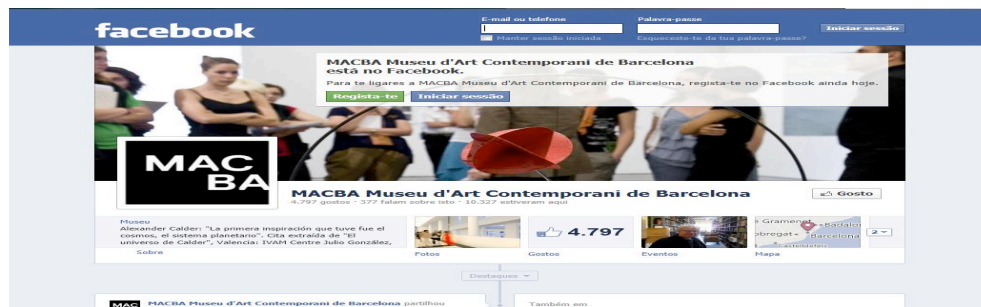 facebook
E-mail ou telefone
Palavra-passe
Iniciar sessão
Manter sessão iniciada
Esqueceste-te da tua palavra-passe?
MACBA Museu d'Art Contemporani de Barcelona
está no Facebook.
Para te ligares a MACBA Museu d'Art Contemporani de Barcelona, regista-te no Facebook ainda hoje.
Regista-te
Iniciar sessão
MAC
BA
MACBA Museu d'Art Contemporani de Barcelona
Gosto
4.797 gostos · 377 falam sobre isto · 10.327 estiveram aqui
Museu
Alexander Calder: "La primera inspiración que tuve fue el
cosmos, el sistema planetario". Cita extraída de "El
universo de Calder", Valencia: IVAM Centre Julio González,
Sobre
Fotos
4.797
Gostos
Eventos
Gramenet
Badalo
obregat
Barcelona
Mapa
2
Destaques
MAC
MACBA Museu d'Art Contemporani de Barcelona partilhou
Também em